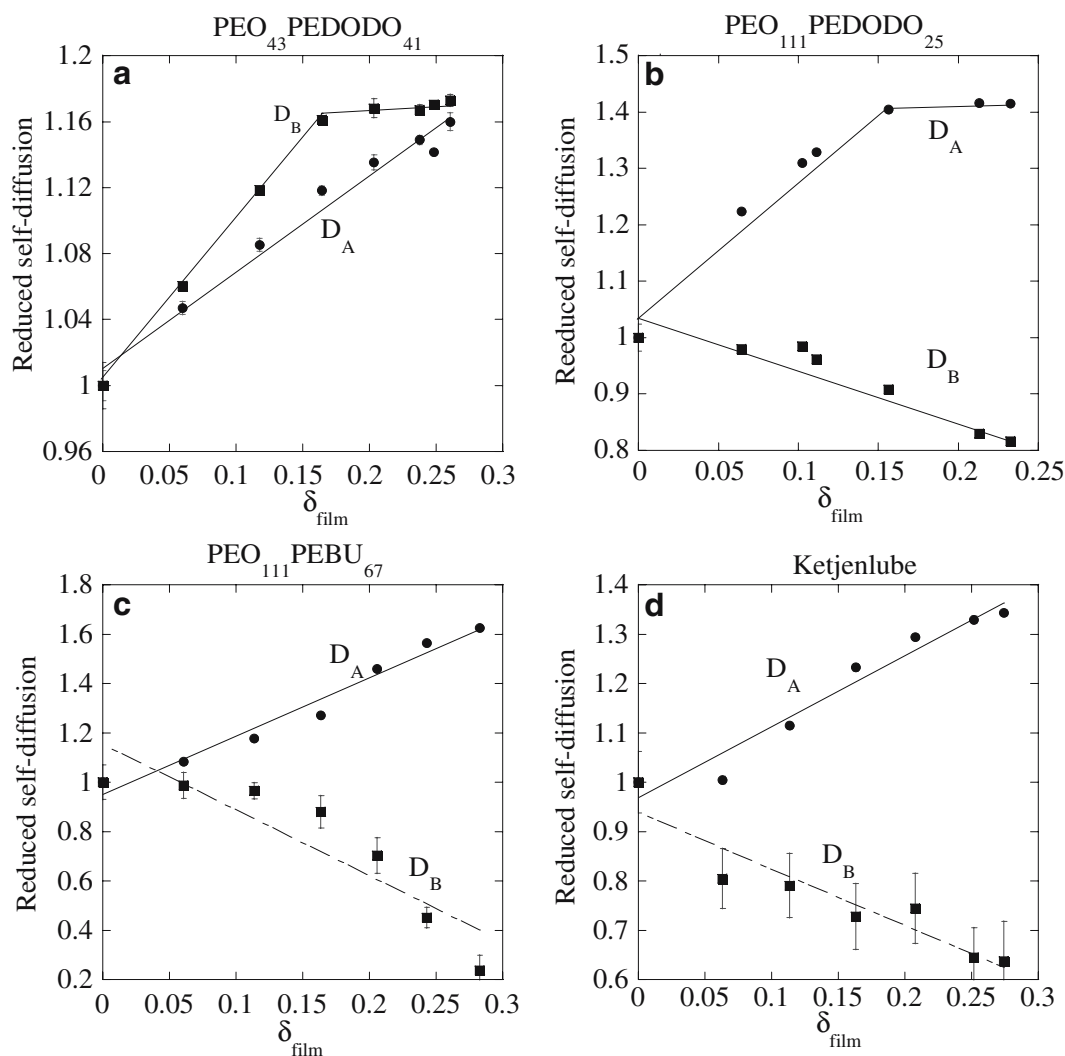 PEO43PEDODO41
a
Reduced self-diffusion
1.2
1.16
1.12
1.08
1.04
1
0.96
DB
DA
0 0.05 0.1 0.15 0.2 0.25 0.3
δfilm
PEO111PEDODO25
b
Reeduced self-diffusion
1.5
1.4
1.3
1.2
1.1
1
0.9
0.8
DA
DB
0 0.05 0.1 0.15 0.2 0.25
δfilm
PEO111PEBU67
c
Reduced self-diffusion
1.8
1.6
1.4
1.2
1
0.8
0.6
0.4
0.2
DA
DB
0 0.05 0.1 0.15 0.2 0.25 0.3
δfilm
Ketjenlube
d
Reduced self-diffusion
1.4
1.3
1.2
1.1
1
0.9
0.8
0.7
0.6
DA
DB
0 0.05 0.1 0.15 0.2 0.25 0.3
δfilm